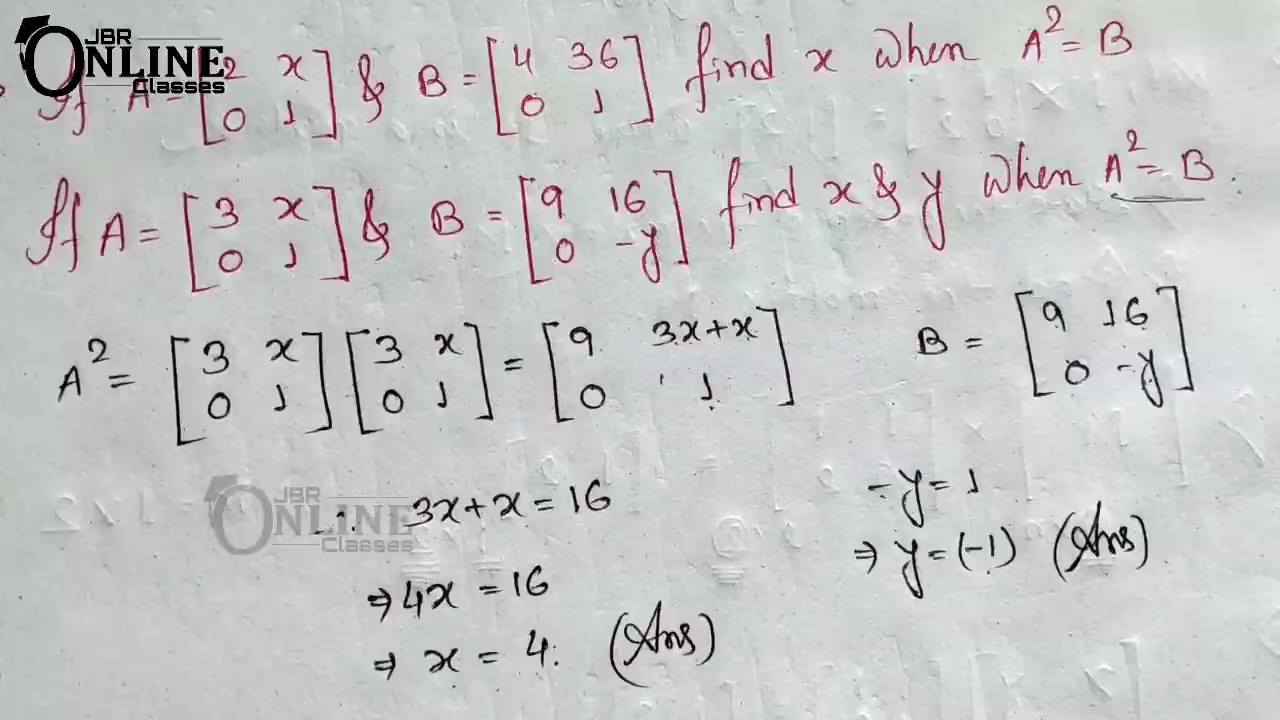 JBR
ONLINE
Classes
If A = [2 x 0 1] & B = [4 36 0 1] find x when A² = B
If A = [3 x 0 1] & B = [9 16 0 -y] find x & y when A² = B.
A² = [3 x 0 1] [3 x 0 1] = [9 3x+x 0 1] B = [9 16 0 -y]
∴ 3x+x = 16 -y = 1
JBR
ONLINE
Classes
⇒ y = (-1) (Ans)
⇒ 4x = 16
⇒ x = 4. (Ans)